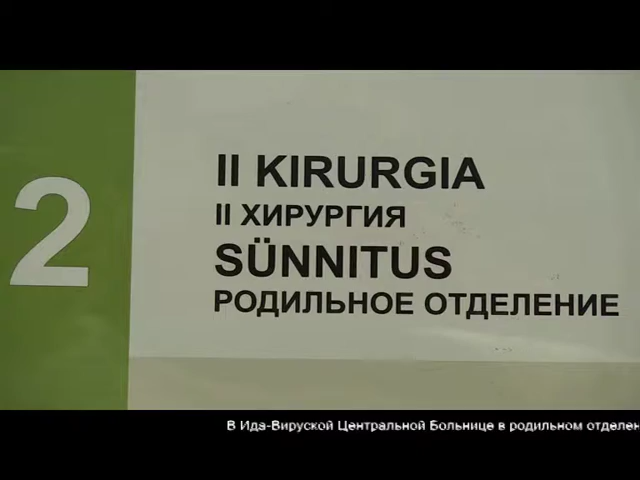 2
II KIRURGIA
II ХИРУРГИЯ
SÜNNITUS
РОДИЛЬНОЕ ОТДЕЛЕНИЕ
В Ида-Вируской Центральной Больнице в родильном